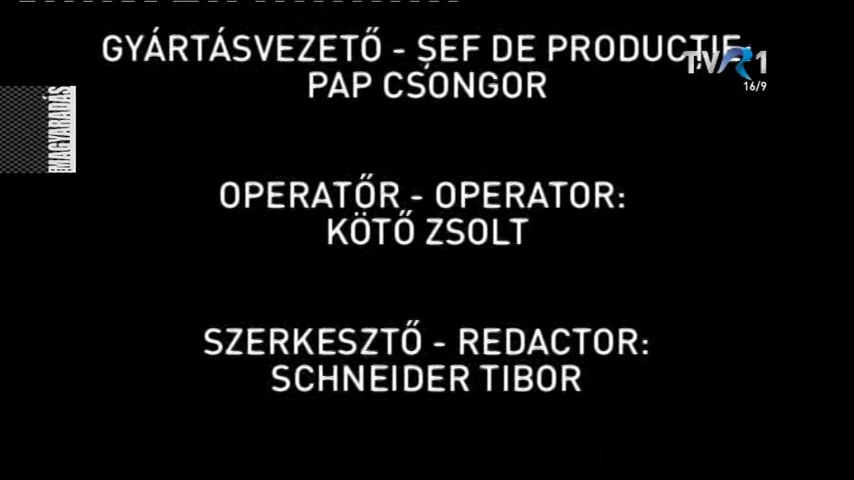 GYÁRTÁSVEZETŐ - ȘEF DE PRODUCȚIE:
PAP CSONGOR
TVR1
16/9
MAGYARADÁS
OPERATŐR - OPERATOR:
KÖTŐ ZSOLT
SZERKESZTŐ - REDACTOR:
SCHNEIDER TIBOR